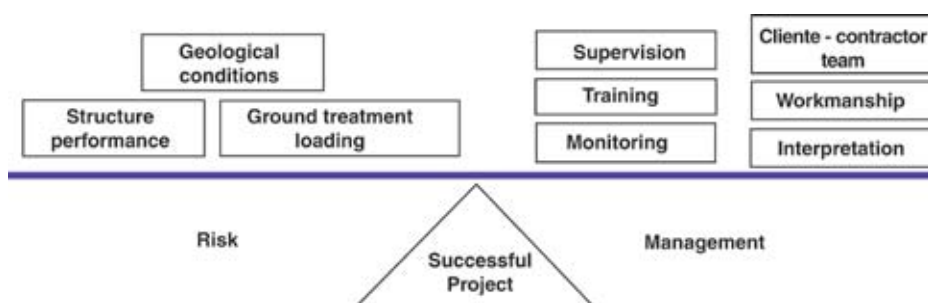 Geological
conditions
Structure
performance
Ground treatment
loading
Supervision
Training
Monitoring
Cliente - contractor
team
Workmanship
Interpretation
Risk
Management
Successful
Project